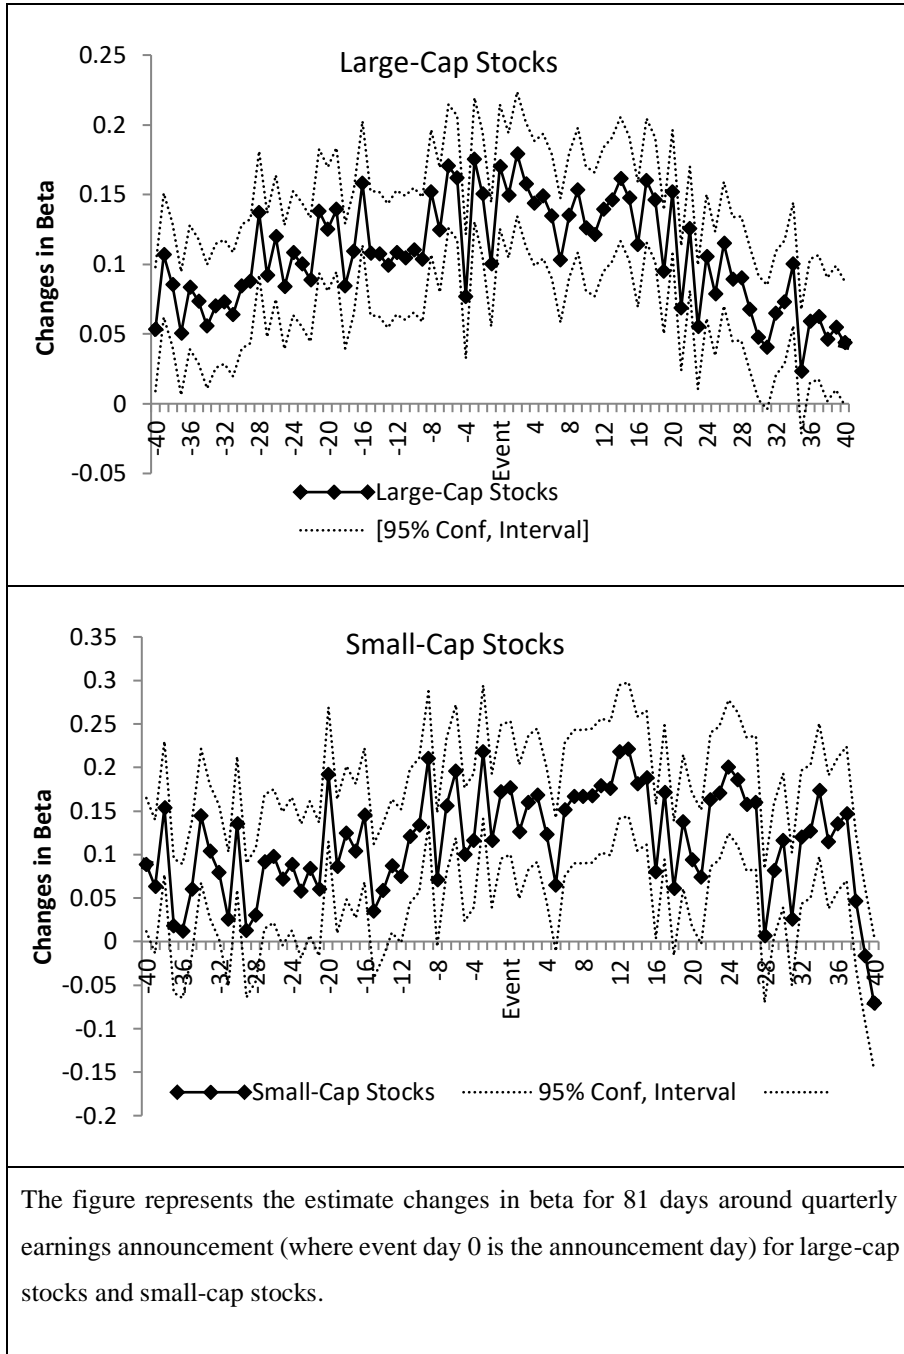 Large-Cap Stocks
Changes in Beta
0.25
0.2
0.15
0.1
0.05
0
-0.05
-40 -36 -32 -28 -24 -20 -16 -12 -8 -4 Event 4 8 12 16 20 24 28 32 36 40
Large-Cap Stocks
[95% Conf, Interval]
Small-Cap Stocks
Changes in Beta
0.35
0.3
0.25
0.2
0.15
0.1
0.05
0
-0.05
-0.1
-0.15
-0.2
-40 -36 -32 -28 -24 -20 -16 -12 -8 -4 Event 4 8 12 16 20 24 28 32 36 40
Small-Cap Stocks 95% Conf, Interval
The figure represents the estimate changes in beta for 81 days around quarterly
earnings announcement (where event day 0 is the announcement day) for large-cap
stocks and small-cap stocks.